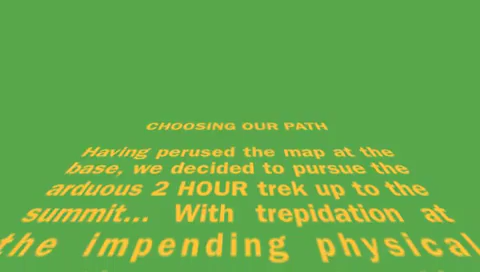 CHOOSING OUR PATH
Having perused the map at the
base, we decided to pursue the
arduous 2 HOUR trek up to the
summit... With trepidation at
the impending physical